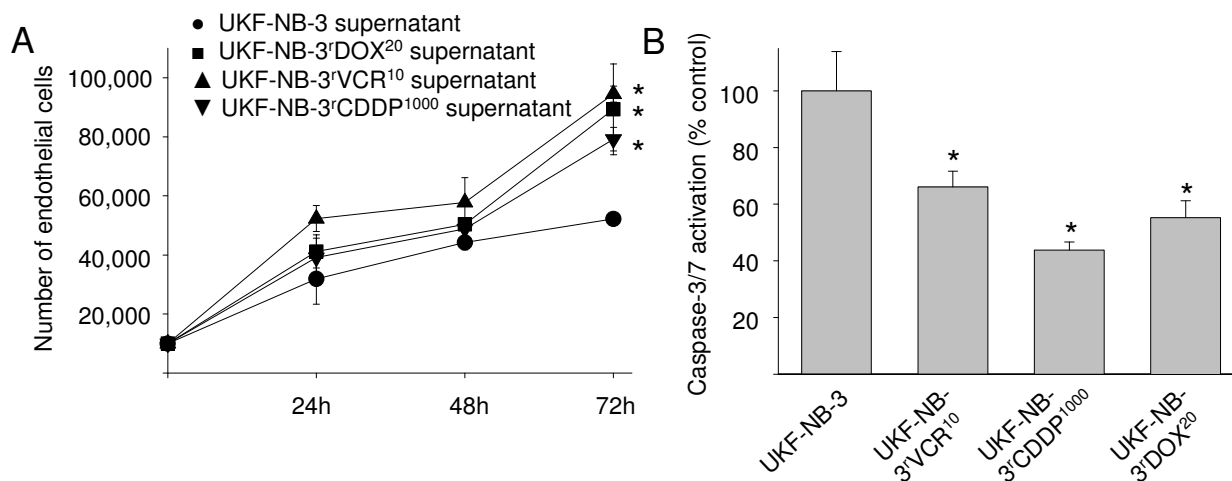 A
UKF-NB-3 supernatant
UKF-NB-3ʳDOX²⁰ supernatant
UKF-NB-3ʳVCR¹⁰ supernatant
UKF-NB-3ʳCDDP¹⁰⁰⁰ supernatant
Number of endothelial cells
100,000
80,000
60,000
40,000
20,000
*
*
*
24h
48h
72h
B
Caspase-3/7 activation (% control)
100
80
60
40
20
*
*
*
UKF-NB-3
UKF-NB-
3ʳVCR¹⁰
UKF-NB-
3ʳCDDP¹⁰⁰⁰
UKF-NB-
3ʳDOX²⁰